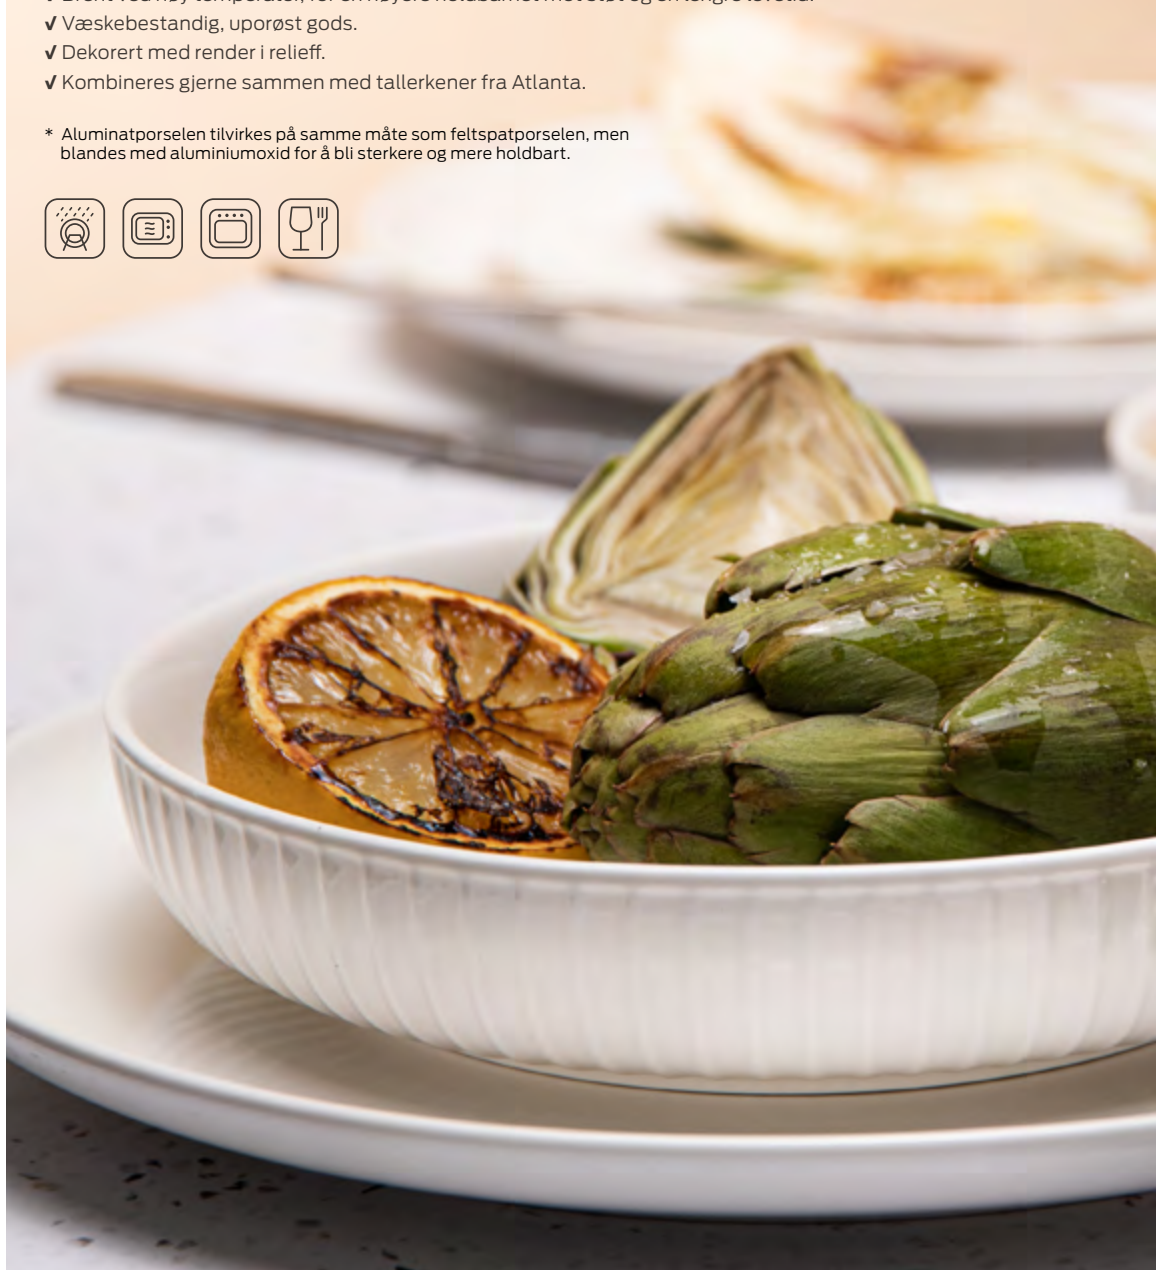 ✓ Væskebestandig, uporøst gods.
✓ Dekorert med render i relieff.
✓ Kombineres gjerne sammen med tallerkener fra Atlanta.
* Aluminatporselen tilvirkes på samme måte som feltspatporselen, men
blandes med aluminiumoxid for å bli sterkere og mere holdbart.